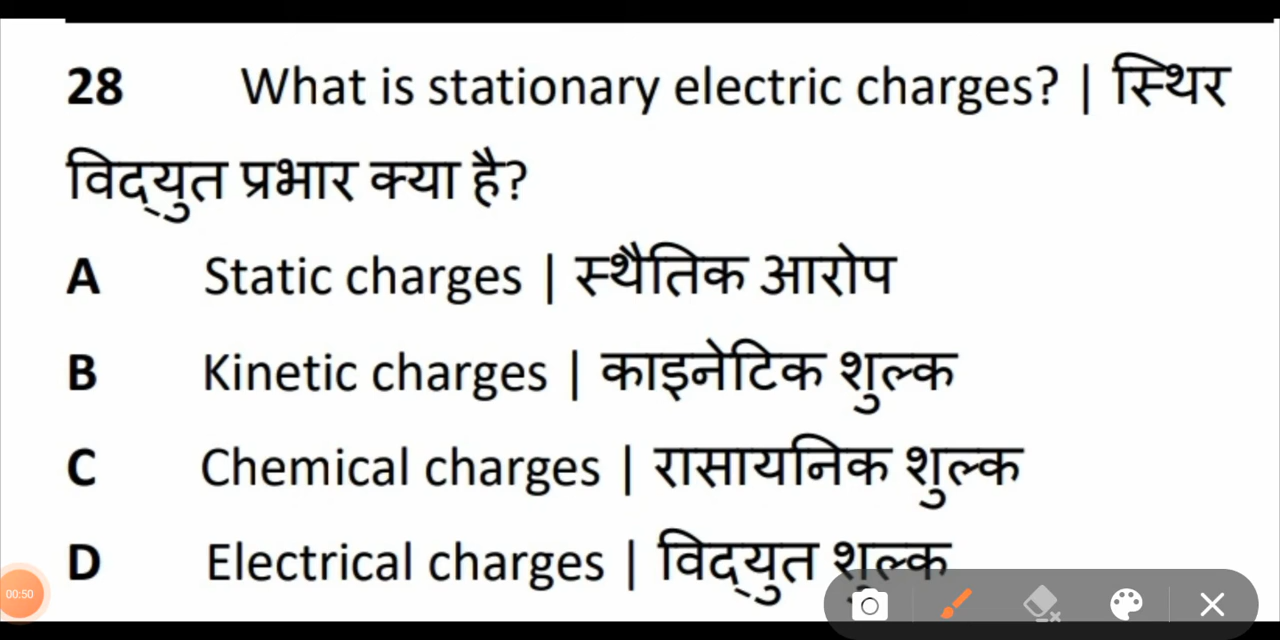 28 What is stationary electric charges? | स्थिर
विद्युत प्रभार क्या है?
A Static charges | स्थैतिक आरोप
B Kinetic charges | काइनेटिक शुल्क
C Chemical charges | रासायनिक शुल्क
D Electrical charges | विद्युत शुल्क
00:50